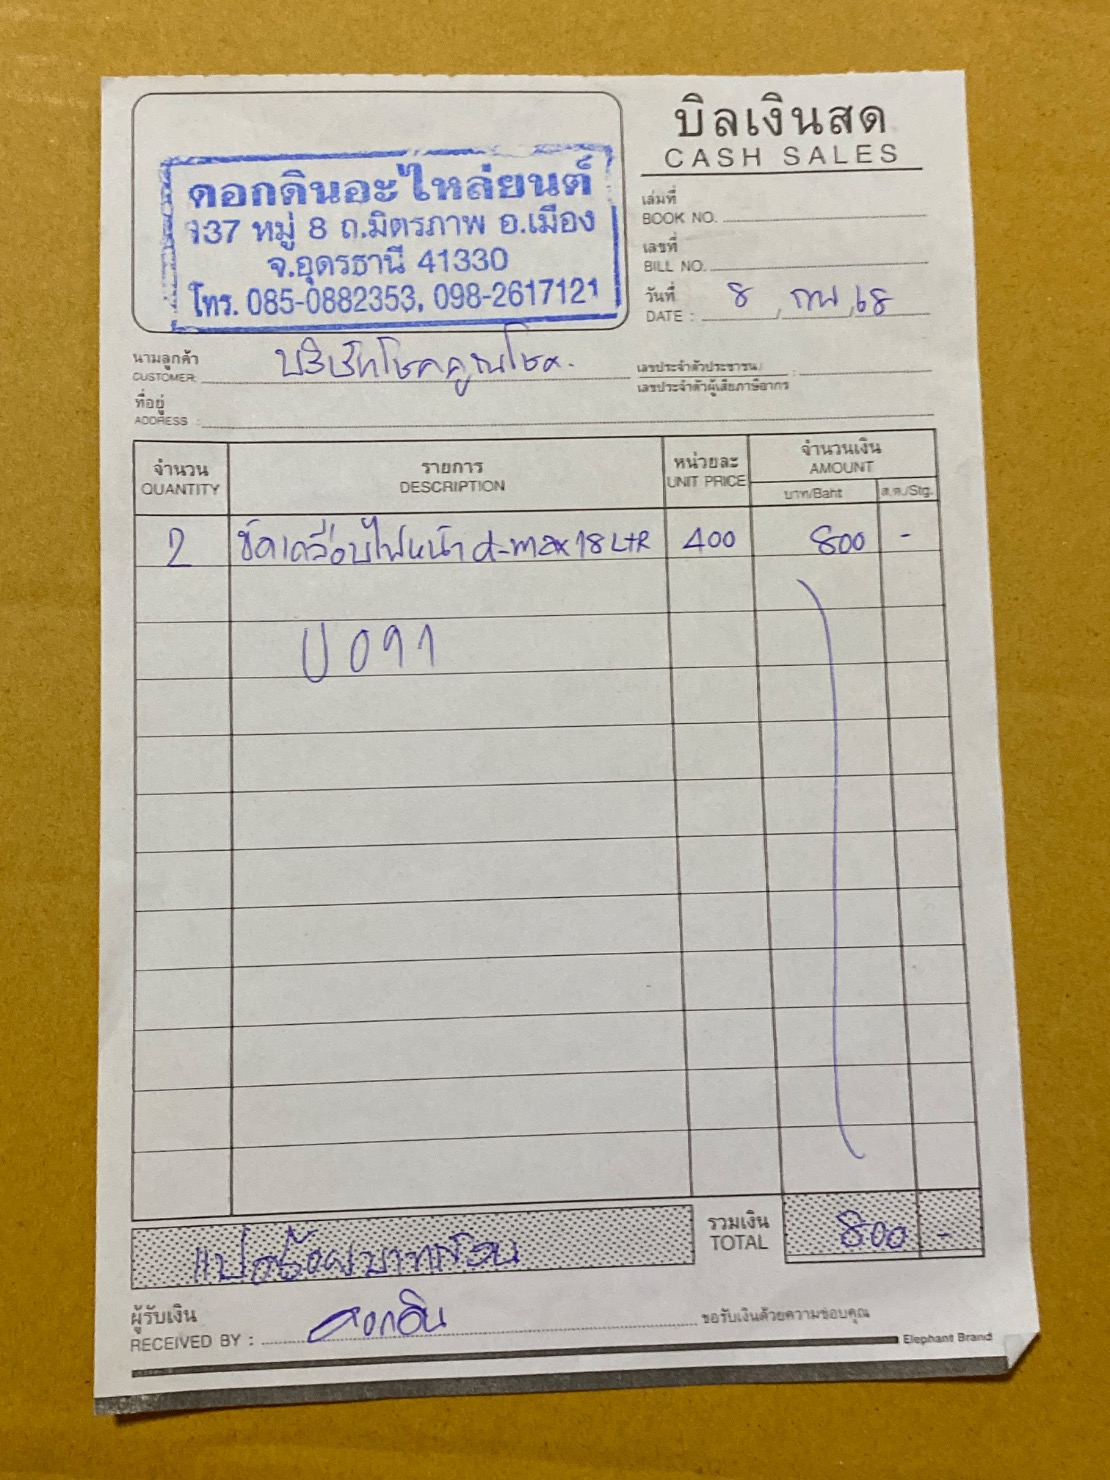 บิลเงินสด
CASH SALES
ดอกดินอะไหล่ยนต์
137 หมู่ 8 ถ.มิตรภาพ อ.เมือง
จ.อุดรธานี 41330
โทร. 085-0882353, 098-2617121
เล่มที่
BOOK NO.
เลขที่
BILL NO.
วันที่
DATE : 8 กพ 68
นามลูกค้า
CUSTOMER: บริษัทโชคคูณโชค.
เลขประจำตัวประชาชน/
เลขประจำตัวผู้เสียภาษีอากร :
ที่อยู่
ADDRESS :
จำนวน รายการ หน่วยละ จำนวนเงิน
QUANTITY DESCRIPTION UNIT PRICE AMOUNT
บาท/Baht ส.ต./Stg.
2 ขัดเคลือบไฟหน้า d-max 18 L+R 400 800 -
U 091
รวมเงิน
TOTAL 800 -
แปดร้อยบาทถ้วน
ผู้รับเงิน
RECEIVED BY : ดอกดิน ขอรับเงินด้วยความขอบคุณ
Elephant Brand